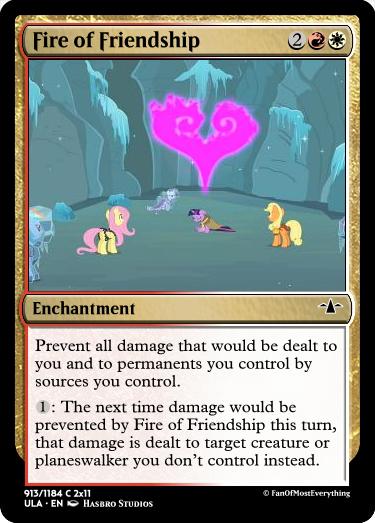 Fire of Friendship 2
Enchantment
Prevent all damage that would be dealt to
you and to permanents you control by
sources you control.
1: The next time damage would be
prevented by Fire of Friendship this turn,
that damage is dealt to target creature or
planeswalker you don't control instead.
913/1184 C 2x11
ULA • EN Hasbro Studios
© FanOfMostEverything